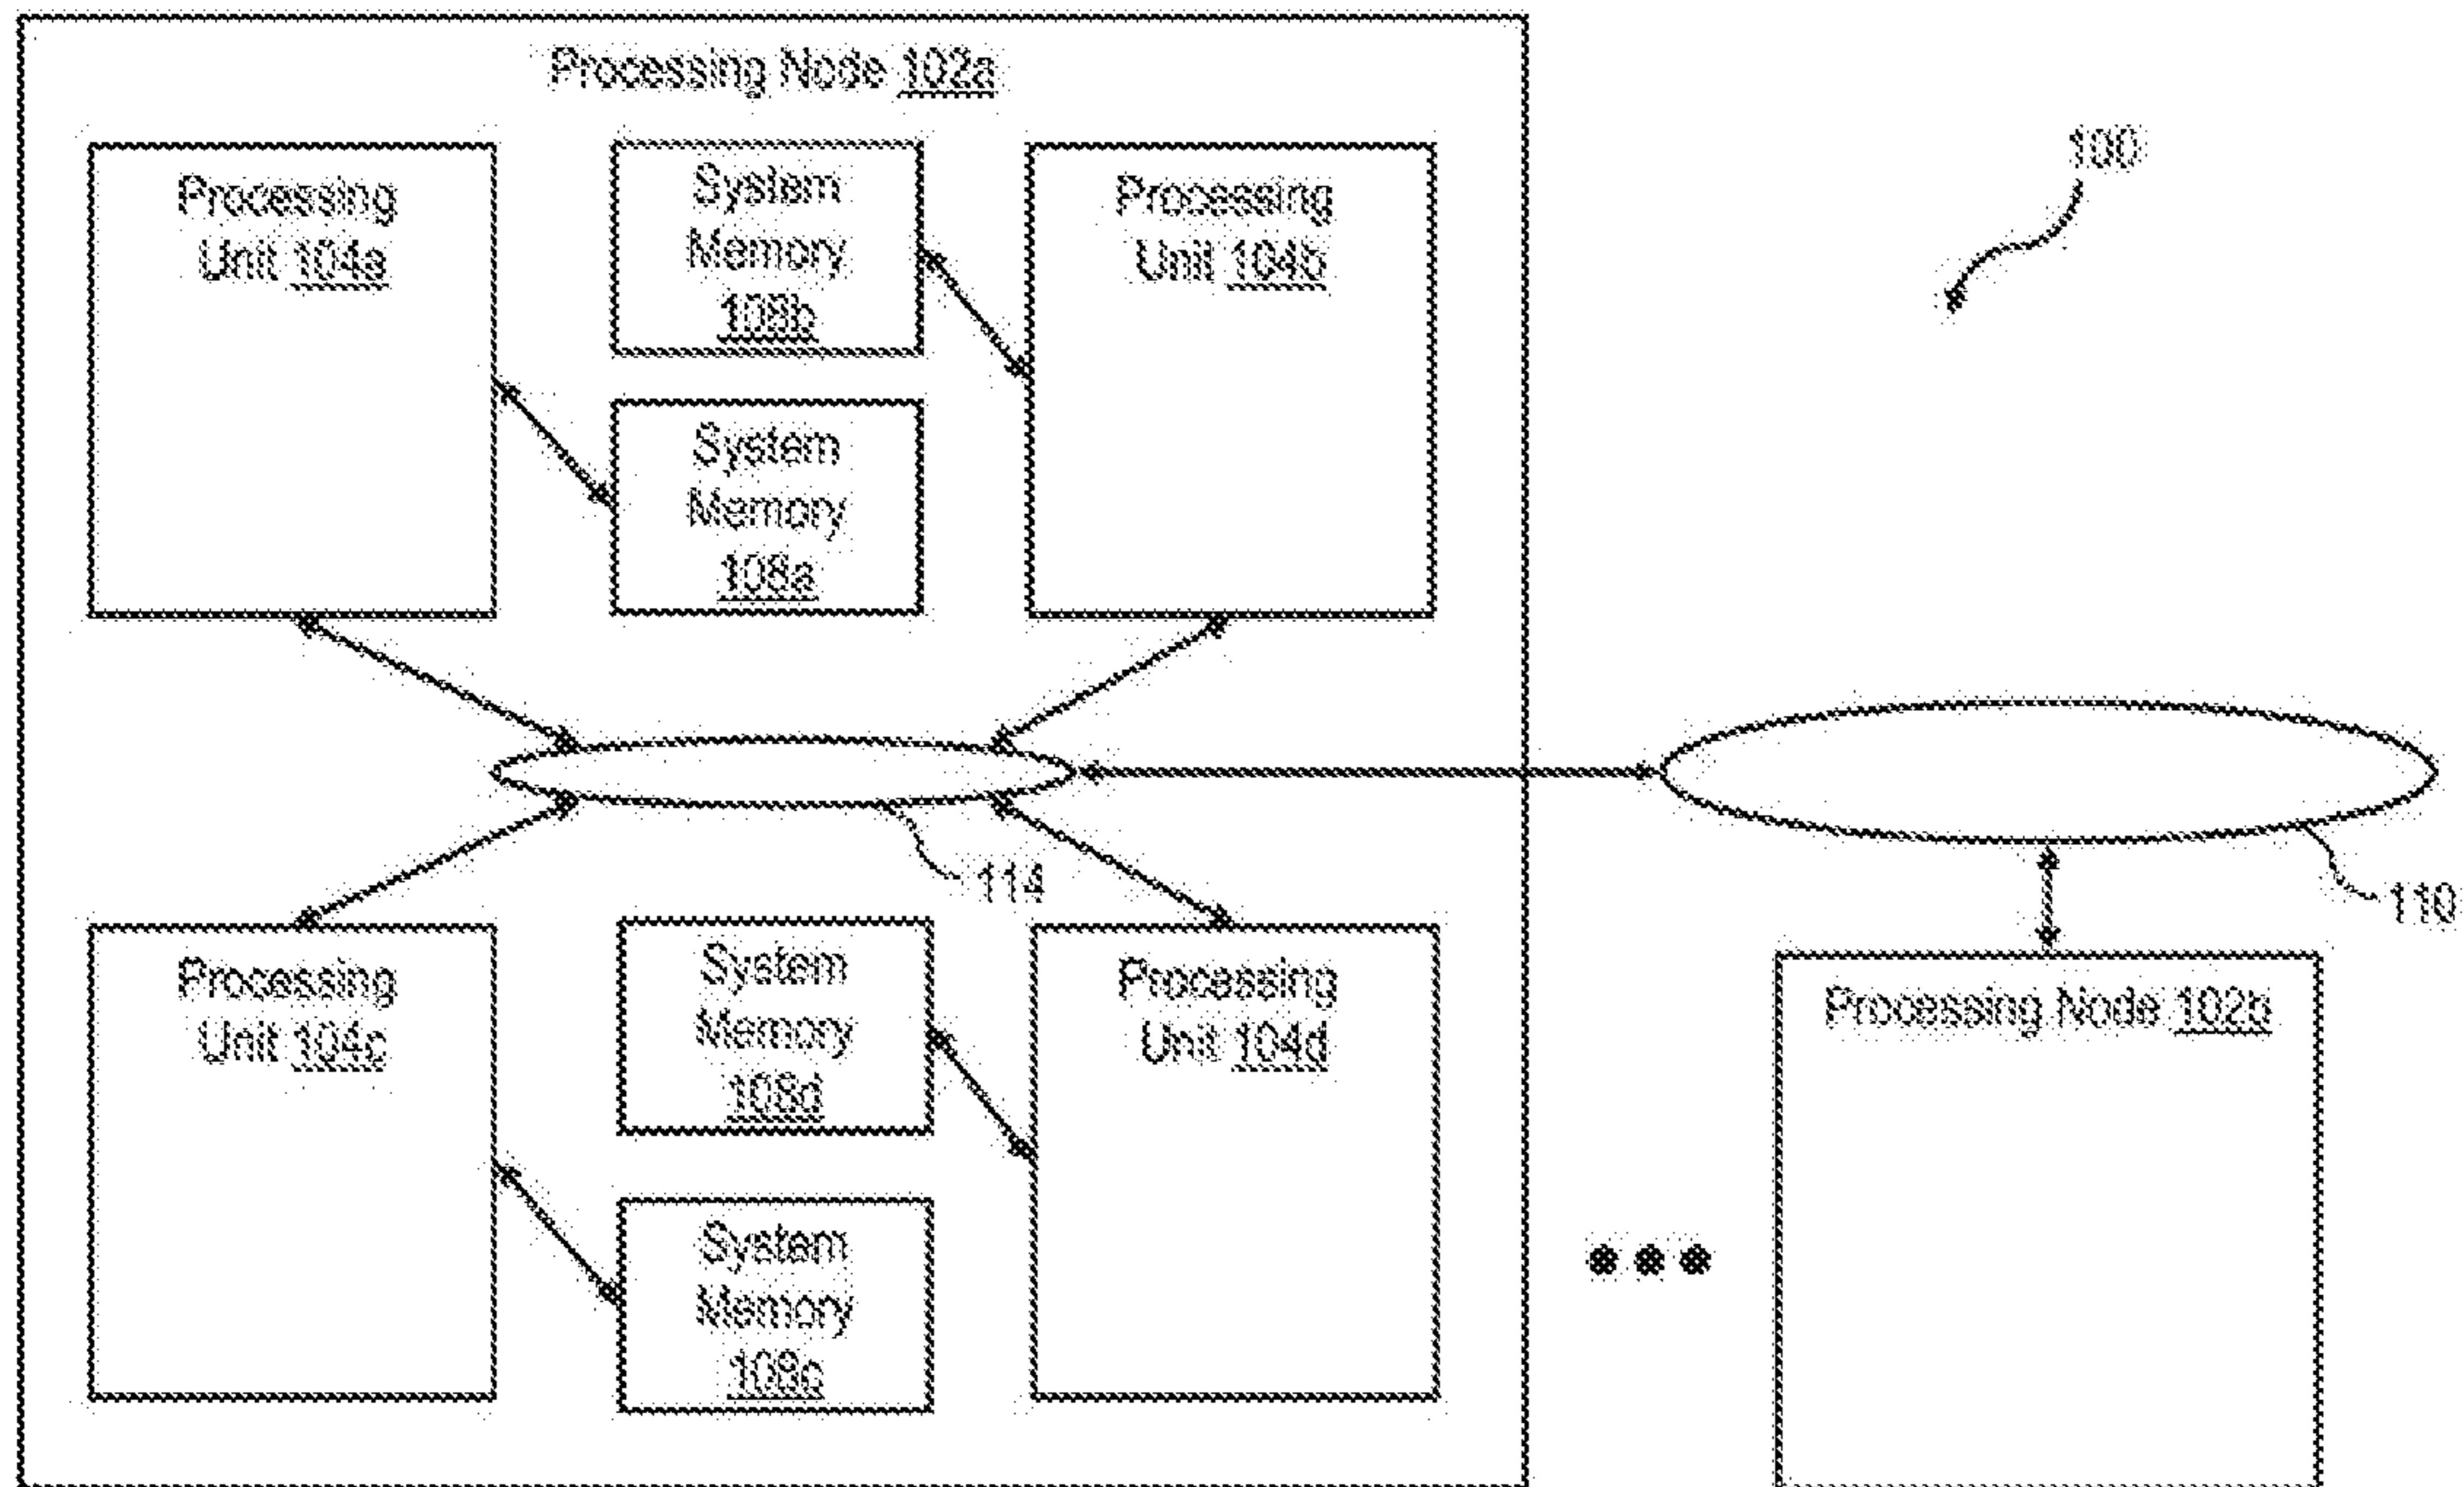 Processing Node 102a
100
Processing
Unit 104a
System
Memory
108b
Processing
Unit 104b
System
Memory
108a
114
110
Processing
Unit 104c
System
Memory
108d
Processing
Unit 104d
Processing Node 102b
System
Memory
108c